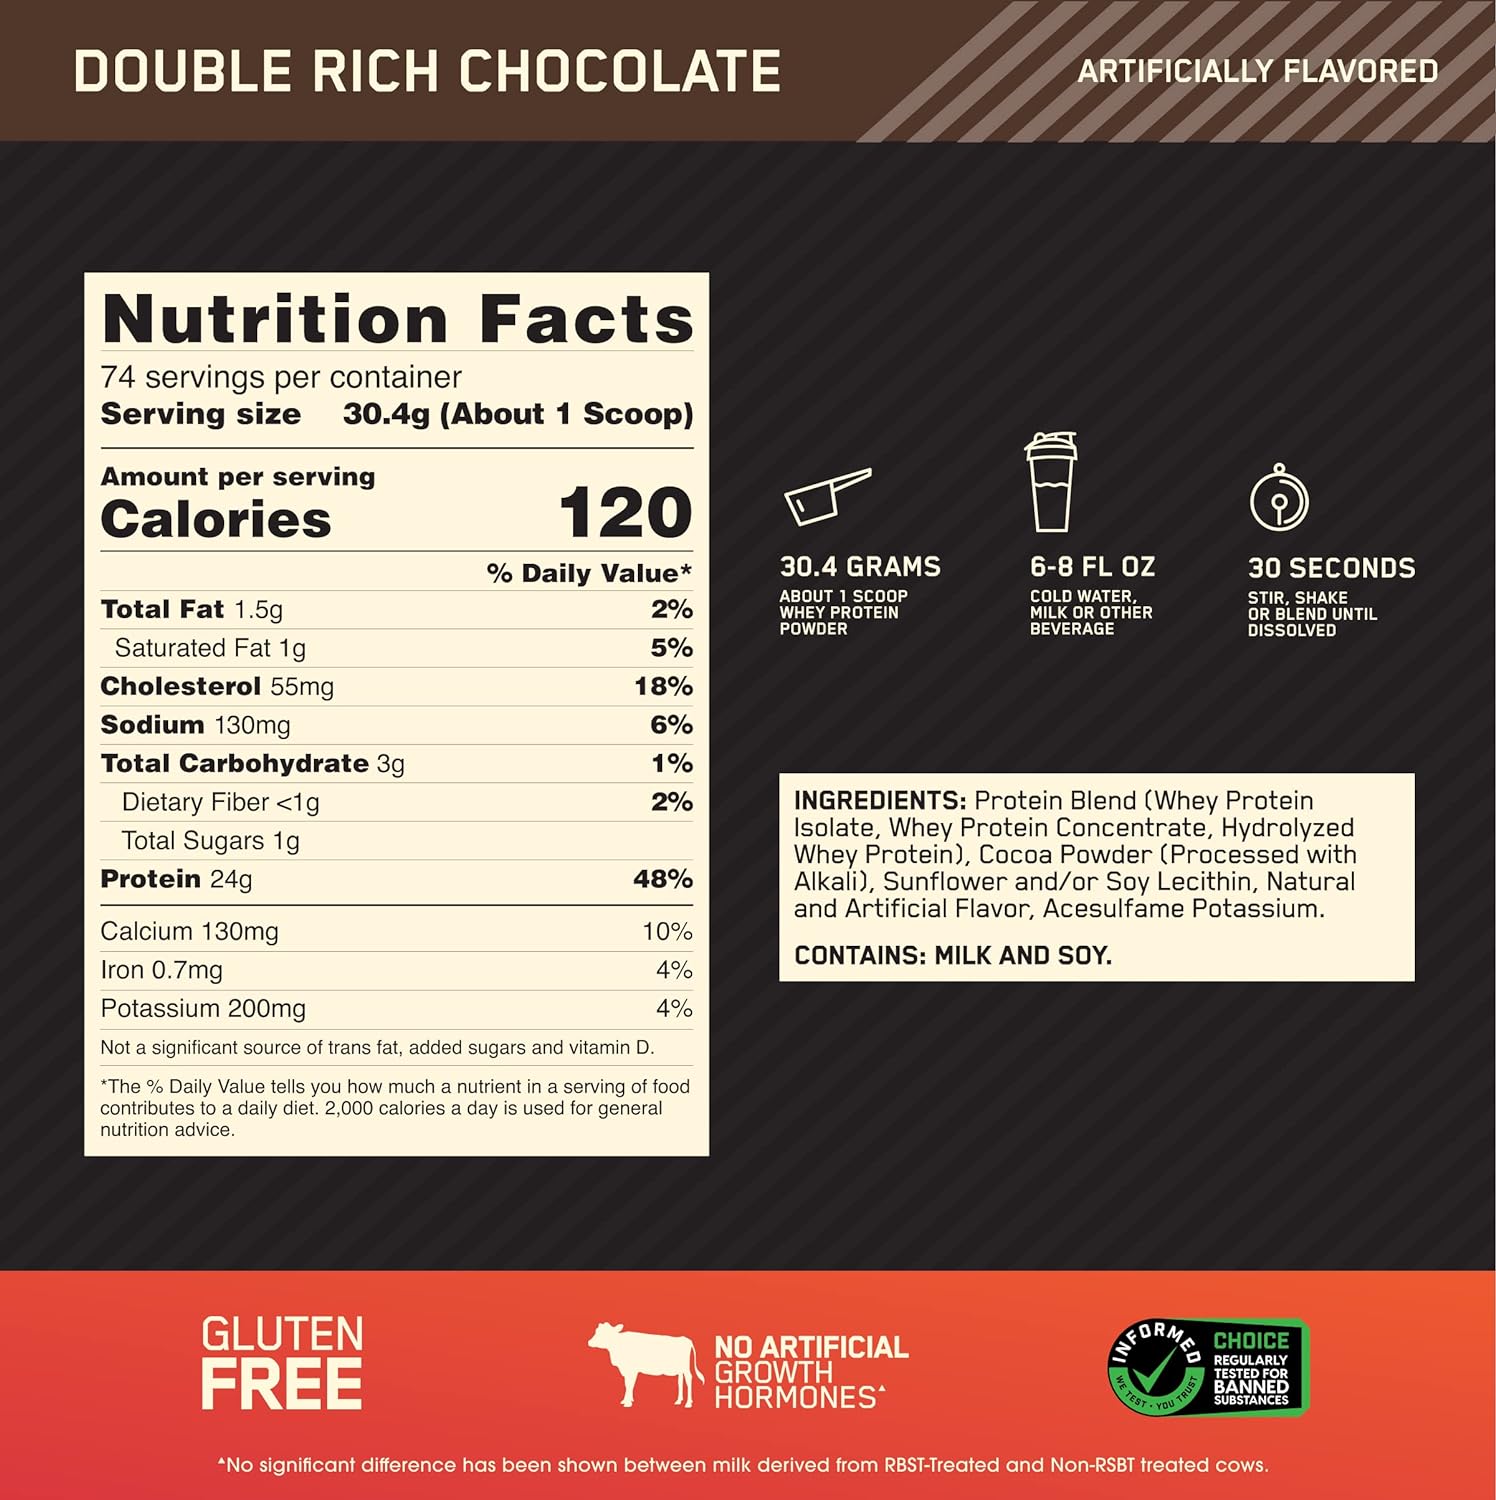 DOUBLE RICH CHOCOLATE
ARTIFICIALLY FLAVORED
Nutrition Facts
74 servings per container
Serving size 30.4g (About 1 Scoop)
Amount per serving
Calories 120
% Daily Value*
Total Fat 1.5g 2%
Saturated Fat 1g 5%
Cholesterol 55mg 18%
Sodium 130mg 6%
Total Carbohydrate 3g 1%
Dietary Fiber <1g 2%
Total Sugars 1g
Protein 24g 48%
Calcium 130mg 10%
Iron 0.7mg 4%
Potassium 200mg 4%
Not a significant source of trans fat, added sugars and vitamin D.
*The % Daily Value tells you how much a nutrient in a serving of food
contributes to a daily diet. 2,000 calories a day is used for general
nutrition advice.
30.4 GRAMS
ABOUT 1 SCOOP
WHEY PROTEIN
POWDER
6-8 FL OZ
COLD WATER,
MILK OR OTHER
BEVERAGE
30 SECONDS
STIR, SHAKE
OR BLEND UNTIL
DISSOLVED
INGREDIENTS: Protein Blend (Whey Protein
Isolate, Whey Protein Concentrate, Hydrolyzed
Whey Protein), Cocoa Powder (Processed with
Alkali), Sunflower and/or Soy Lecithin, Natural
and Artificial Flavor, Acesulfame Potassium.
CONTAINS: MILK AND SOY.
GLUTEN
FREE
NO ARTIFICIAL
GROWTH
HORMONES▲
INFORMED
WE TEST · YOU TRUST
CHOICE
REGULARLY
TESTED FOR
BANNED
SUBSTANCES
▲No significant difference has been shown between milk derived from RBST-Treated and Non-RSBT treated cows.